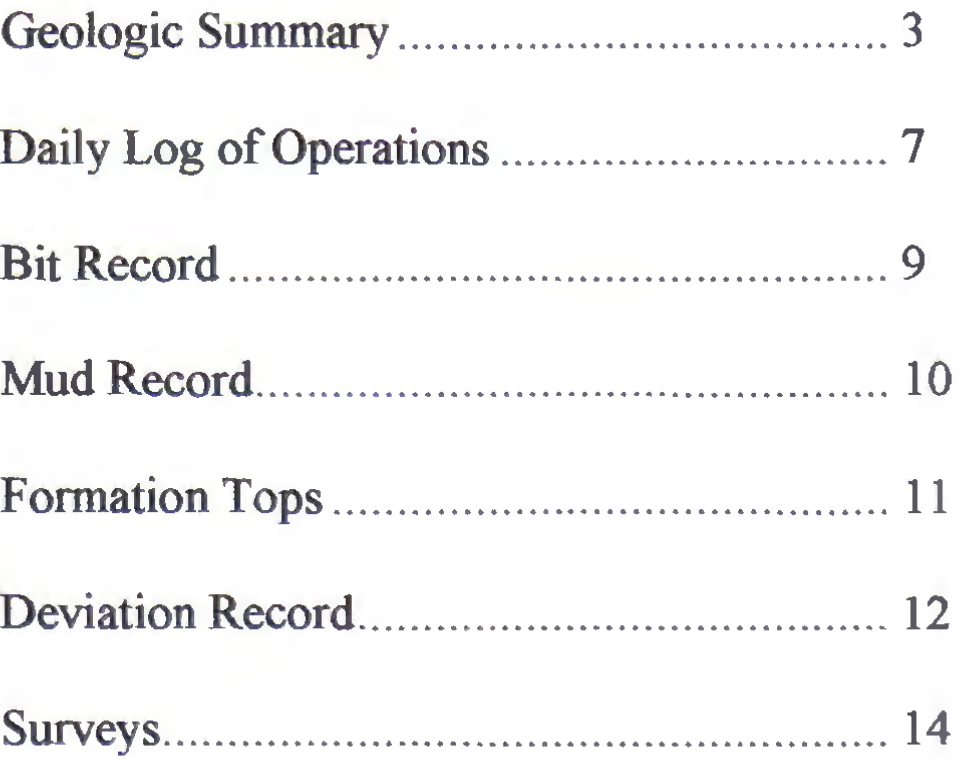 Geologic Summary ........................................ 3
Daily Log of Operations ................................ 7
Bit Record ...................................................... 9
Mud Record.................................................... 10
Formation Tops .............................................. 11
Deviation Record............................................ 12
Surveys............................................................ 14